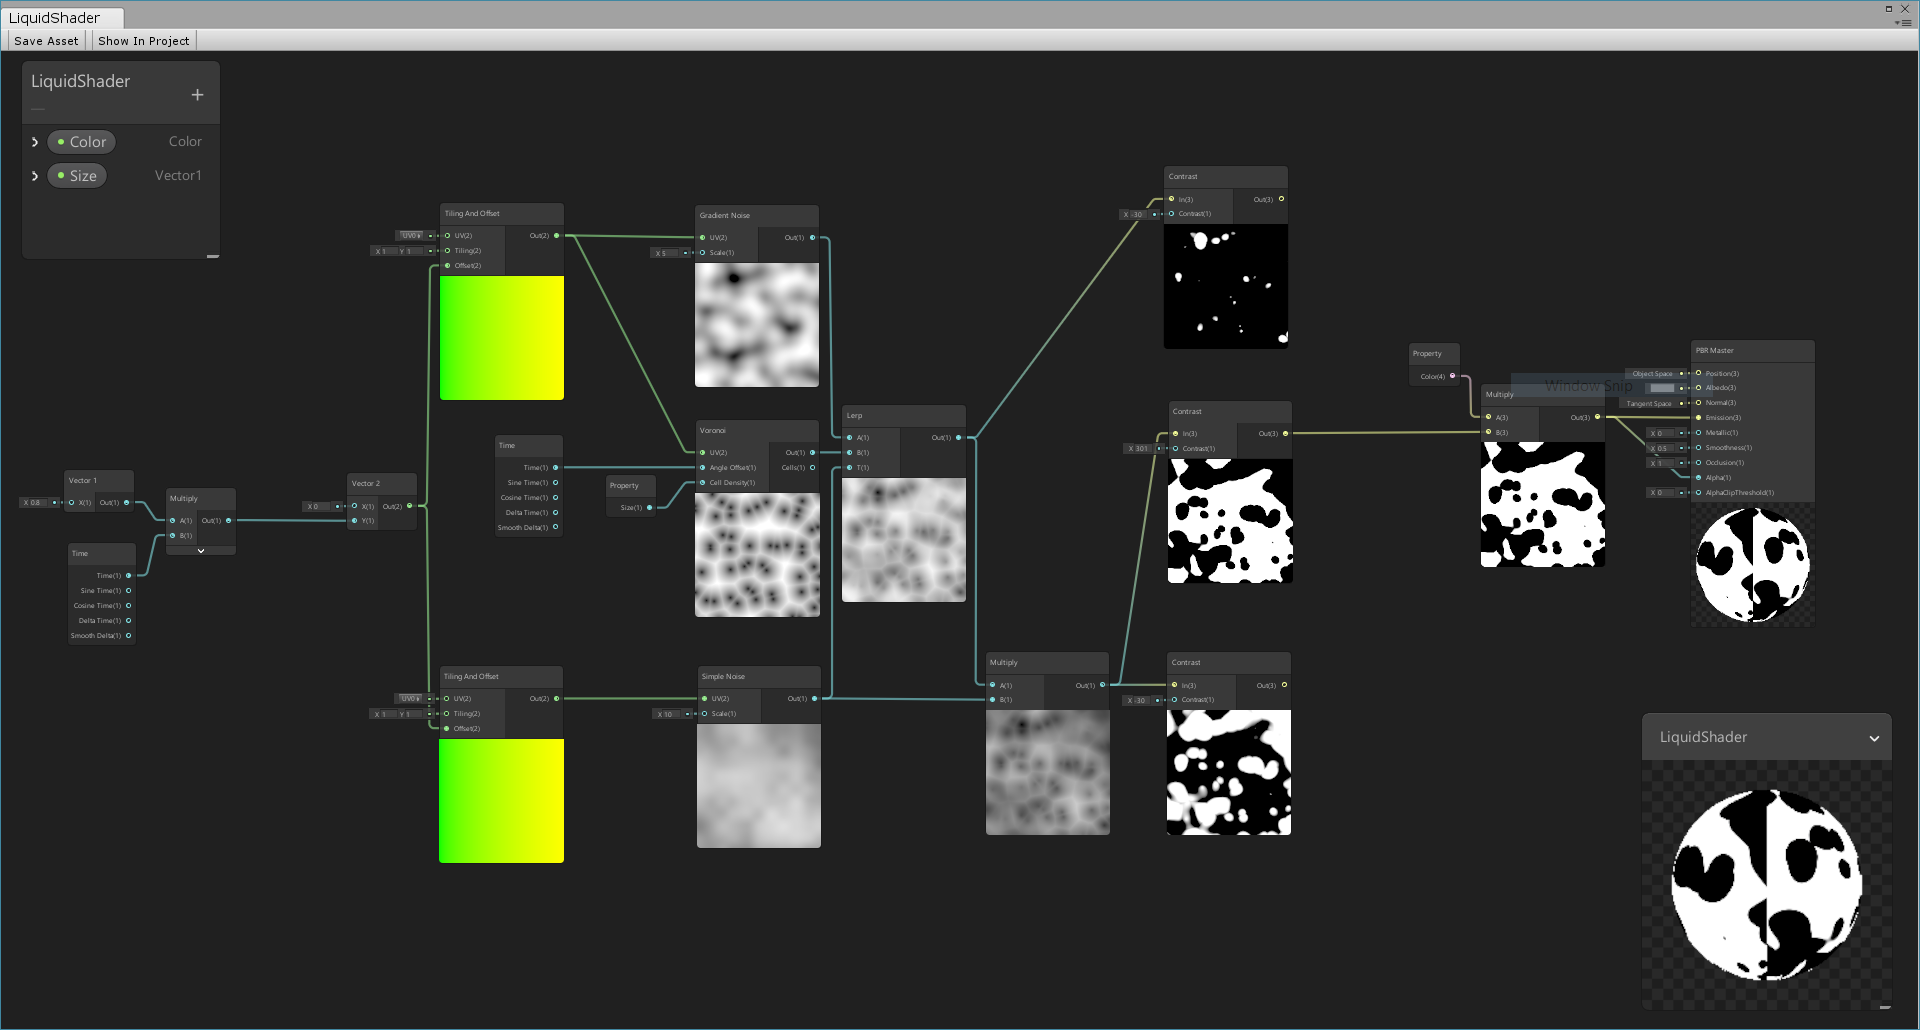 LiquidShader
Save Asset
Show In Project
LiquidShader
+
Color
Color
Size
Vector1
Vector 1
X 0.8
X(1)
Out(1)
Time
Time(1)
Sine Time(1)
Cosine Time(1)
Delta Time(1)
Smooth Delta(1)
Multiply
A(1)
Out(1)
B(1)
Vector 2
X 0
X(1)
Out(2)
Y(1)
Tiling And Offset
UV0
UV(2)
Out(2)
X 1 Y 1
Tiling(2)
Offset(2)
Tiling And Offset
UV0
UV(2)
Out(2)
X 1 Y 1
Tiling(2)
Offset(2)
Time
Time(1)
Sine Time(1)
Cosine Time(1)
Delta Time(1)
Smooth Delta(1)
Property
Size(1)
Gradient Noise
UV(2)
Out(1)
X 5
Scale(1)
Voronoi
UV(2)
Out(1)
Angle Offset(1)
Cells(1)
Cell Density(1)
Simple Noise
UV(2)
Out(1)
X 10
Scale(1)
Lerp
A(1)
Out(1)
B(1)
T(1)
Multiply
A(1)
Out(1)
B(1)
Contrast
In(3)
Out(3)
X -30
Contrast(1)
Contrast
In(3)
Out(3)
X 301
Contrast(1)
Contrast
In(3)
Out(3)
X -30
Contrast(1)
Property
Color(4)
Window Snip
Multiply
A(3)
Out(3)
B(3)
PBR Master
Object Space
Position(3)
Albedo(3)
Tangent Space
Normal(3)
Emission(3)
X 0
Metallic(1)
X 0.5
Smoothness(1)
X 1
Occlusion(1)
Alpha(1)
X 0
AlphaClipThreshold(1)
LiquidShader